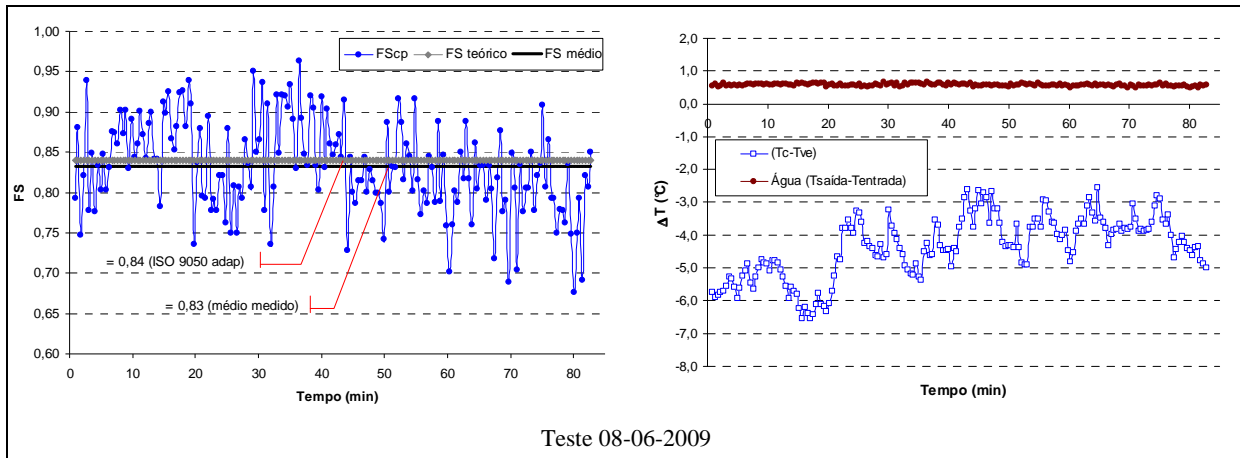 1,00
0,95
0,90
0,85
0,80
0,75
0,70
0,65
0,60
FS
FScp
FS teórico
FS médio
= 0,84 (ISO 9050 adap)
= 0,83 (médio medido)
0 10 20 30 40 50 60 70 80
Tempo (min)
2,0
1,0
0,0
-1,0
-2,0
-3,0
-4,0
-5,0
-6,0
-7,0
-8,0
Δ T (°C)
0 10 20 30 40 50 60 70 80
(Tc-Tve)
Água (Tsaída-Tentrada)
Tempo (min)
Teste 08-06-2009